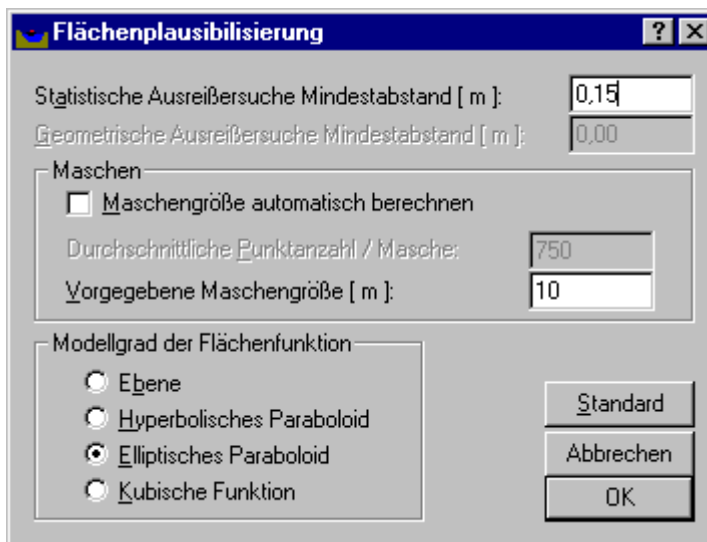 Flächenplausibilisierung
Statistische Ausreißersuche Mindestabstand [ m ]: 0,15
Geometrische Ausreißersuche Mindestabstand [ m ]: 0,00
Maschen
Maschengröße automatisch berechnen
Durchschnittliche Punktanzahl / Masche: 750
Vorgegebene Maschengröße [ m ]: 10
Modellgrad der Flächenfunktion
Ebene
Hyperbolisches Paraboloid
Elliptisches Paraboloid
Kubische Funktion
Standard
Abbrechen
OK